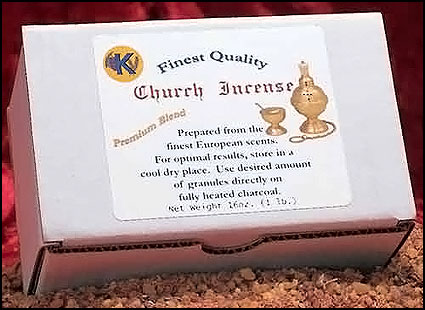 K
Finest Quality
Church Incense
Premium Blend
Prepared from the
finest European scents.
For optimal results, store in a
cool dry place. Use desired amount
of granules directly on
fully heated charcoal.
Net Weight 16oz. (1 lb.)